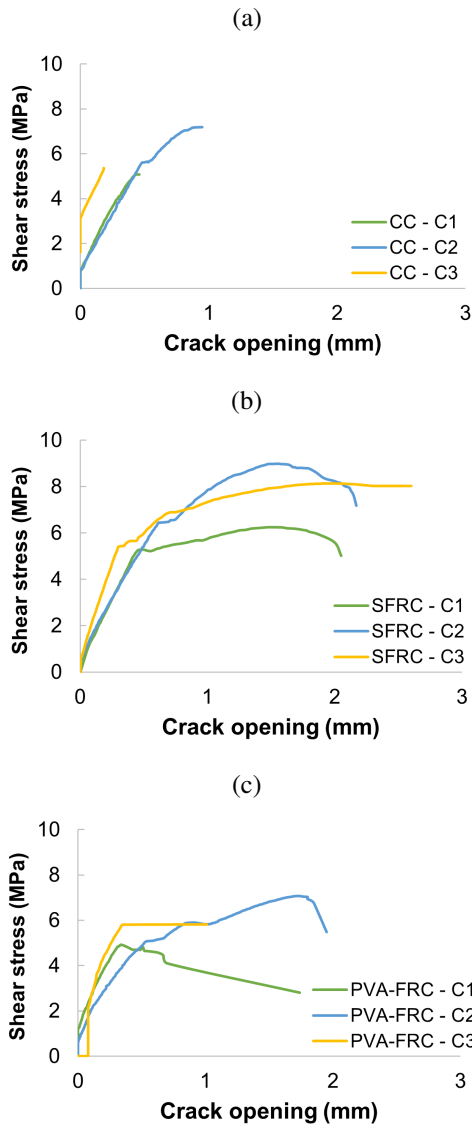 (a)
Shear stress (MPa)
10
8
6
4
2
0
CC - C1
CC - C2
CC - C3
0
1
2
3
Crack opening (mm)
(b)
Shear stress (MPa)
10
8
6
4
2
0
SFRC - C1
SFRC - C2
SFRC - C3
0
1
2
3
Crack opening (mm)
(c)
Shear stress (MPa)
10
8
6
4
2
0
PVA-FRC - C1
PVA-FRC - C2
PVA-FRC - C3
0
1
2
3
Crack opening (mm)